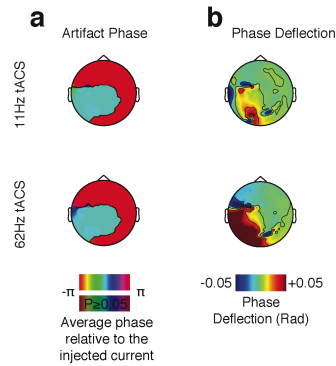 a
b
Artifact Phase
Phase Deflection
11Hz tACS
62Hz tACS
-π
π
P≥0.05
Average phase
relative to the
injected current
-0.05
+0.05
Phase
Deflection (Rad)